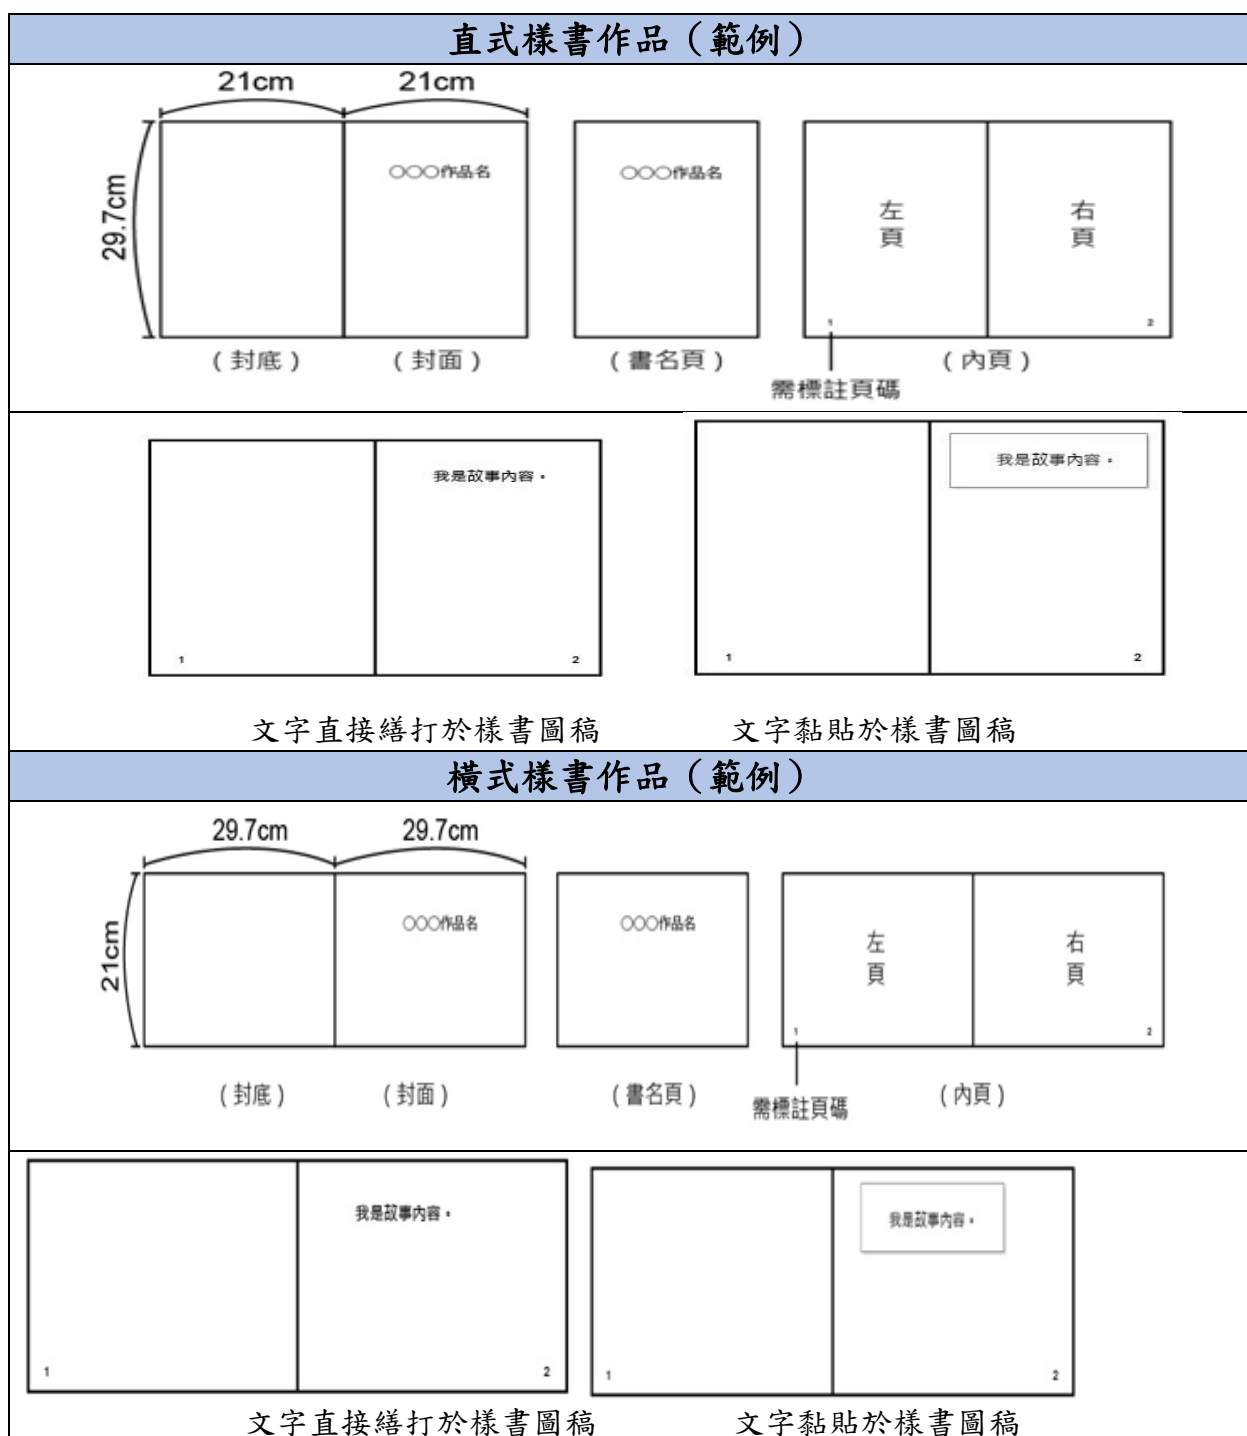 直式樣書作品（範例）
21cm 21cm
29.7cm
○○○作品名 ○○○作品名
左頁 右頁
1 2
（封底） （封面） （書名頁） （內頁）
需標註頁碼
我是故事內容。 我是故事內容。
1 2 1 2
文字直接繕打於樣書圖稿 文字黏貼於樣書圖稿
橫式樣書作品（範例）
29.7cm 29.7cm
21cm
○○○作品名 ○○○作品名
左頁 右頁
1 2
（封底） （封面） （書名頁） （內頁）
需標註頁碼
我是故事內容。 我是故事內容。
1 2 1 2
文字直接繕打於樣書圖稿 文字黏貼於樣書圖稿